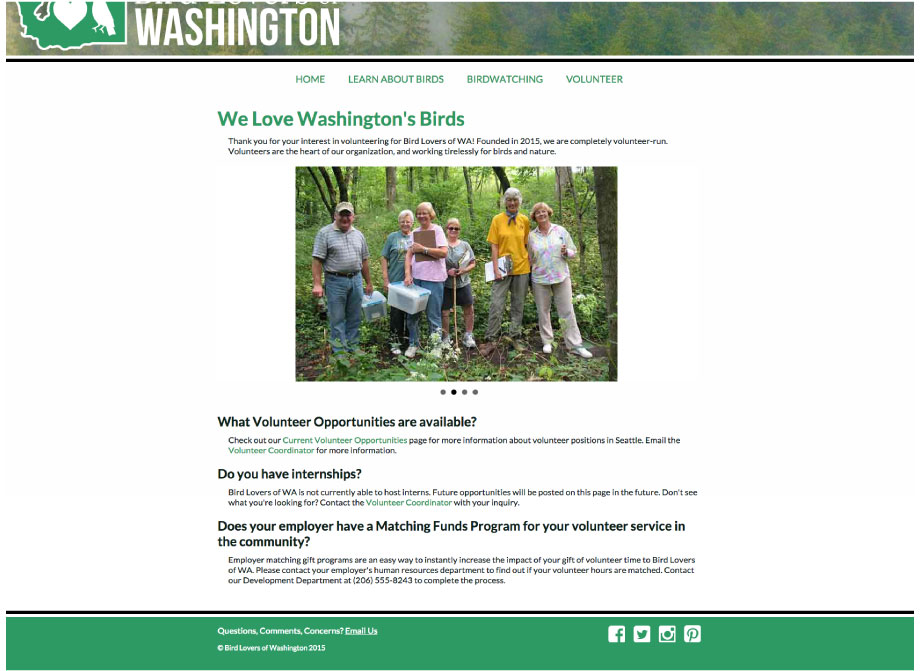 Bird Lovers of
WASHINGTON
HOME LEARN ABOUT BIRDS BIRDWATCHING VOLUNTEER
We Love Washington's Birds
Thank you for your interest in volunteering for Bird Lovers of WA! Founded in 2015, we are completely volunteer-run.
Volunteers are the heart of our organization, and working tirelessly for birds and nature.
What Volunteer Opportunities are available?
Check out our Current Volunteer Opportunities page for more information about volunteer positions in Seattle. Email the
Volunteer Coordinator for more information.
Do you have internships?
Bird Lovers of WA is not currently able to host interns. Future opportunities will be posted on this page in the future. Don't see
what you're looking for? Contact the Volunteer Coordinator with your inquiry.
Does your employer have a Matching Funds Program for your volunteer service in
the community?
Employer matching gift programs are an easy way to instantly increase the impact of your gift of volunteer time to Bird Lovers
of WA. Please contact your employer's human resources department to find out if your volunteer hours are matched. Contact
our Development Department at (206) 555-8243 to complete the process.
Questions, Comments, Concerns? Email Us
© Bird Lovers of Washington 2015